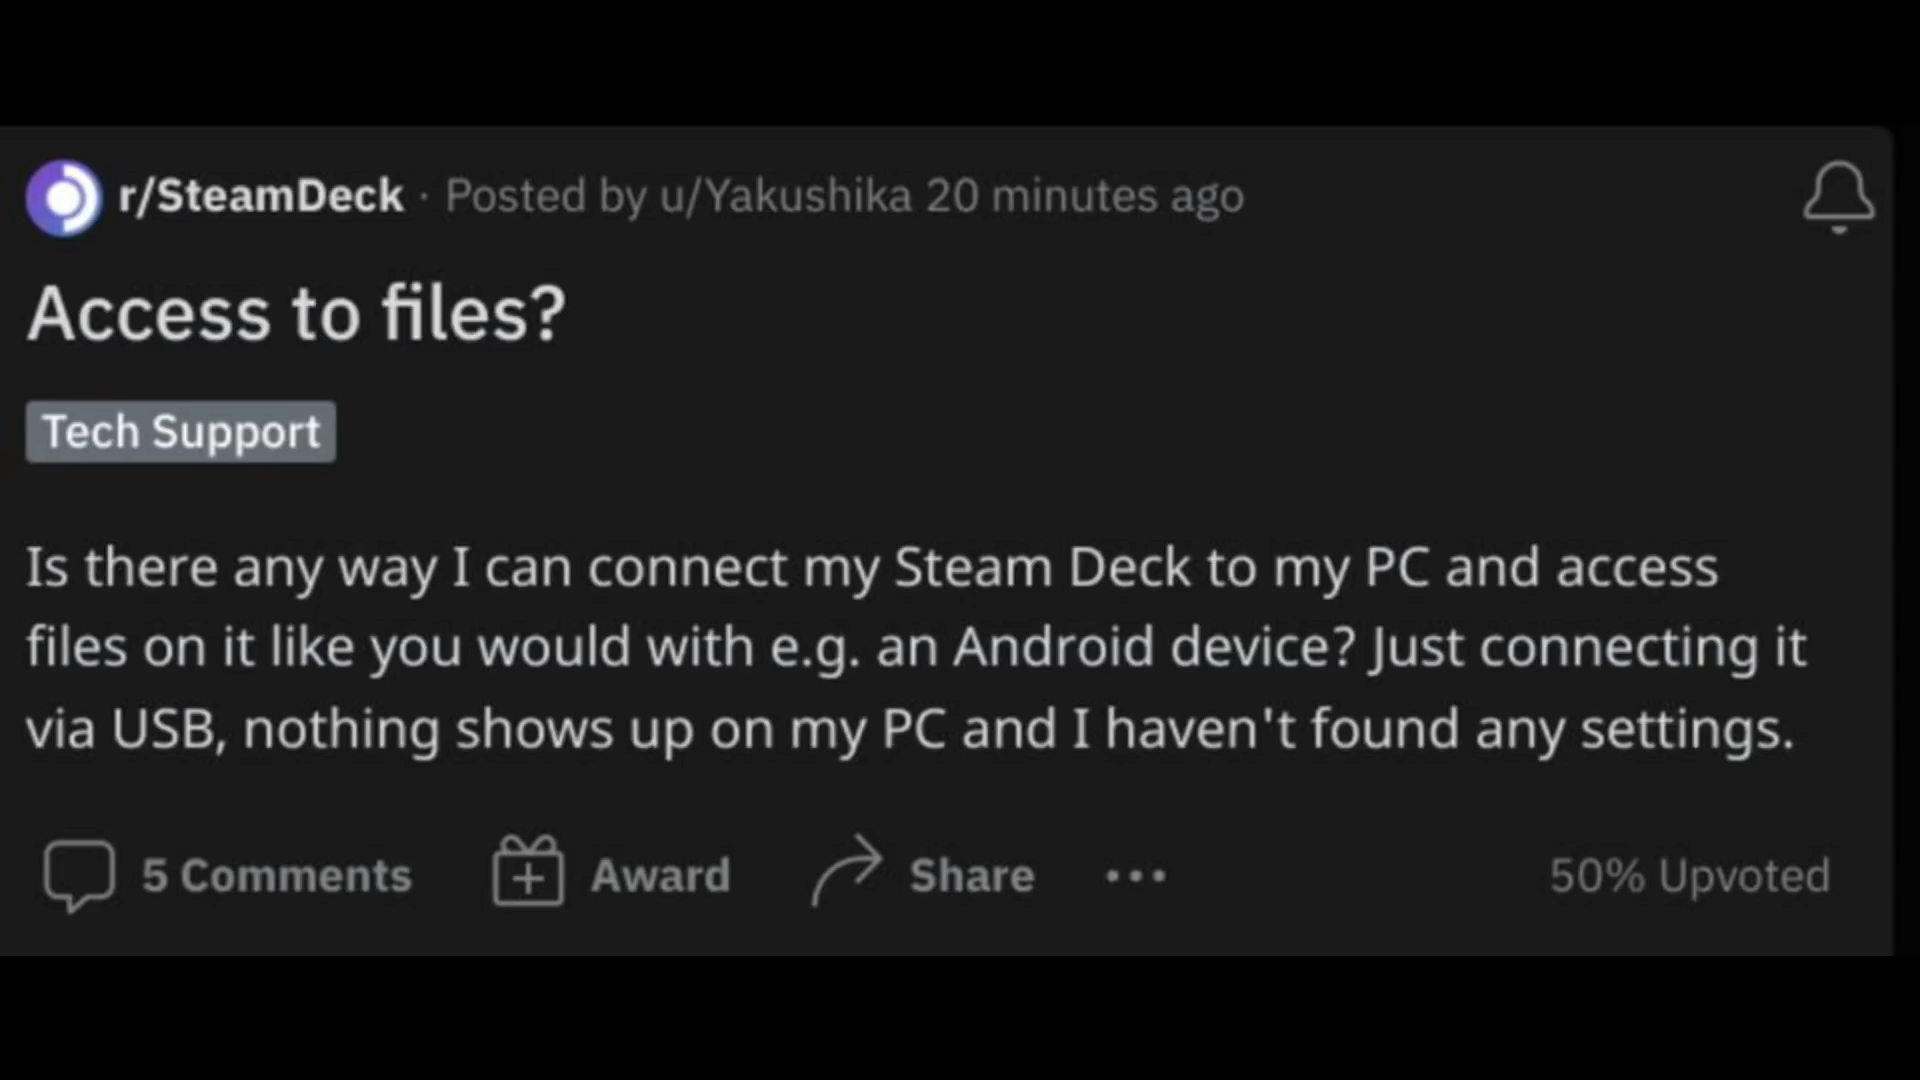 r/SteamDeck · Posted by u/Yakushika 20 minutes ago
Access to files?
Tech Support
Is there any way I can connect my Steam Deck to my PC and access
files on it like you would with e.g. an Android device? Just connecting it
via USB, nothing shows up on my PC and I haven't found any settings.
5 Comments Award Share ... 50% Upvoted